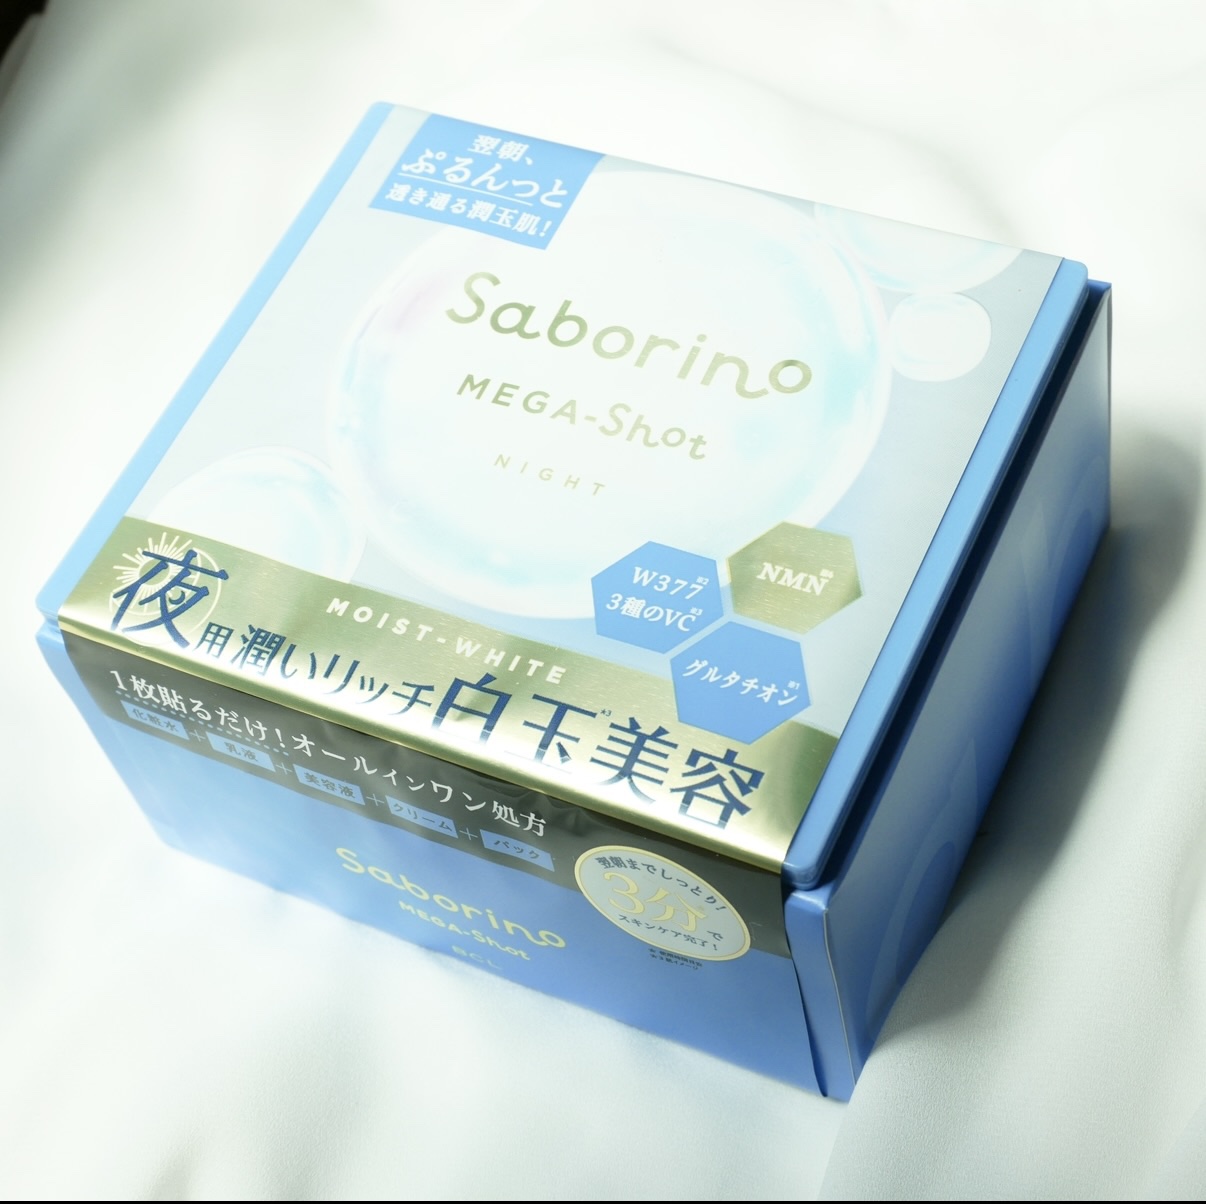 翌朝、
ぷるんっと
透き通る潤玉肌!
Saborino
MEGA-Shot
NIGHT
W377※2
3種のVC※3
NMN
グルタチオン※1
MOIST-WHITE
夜用潤いリッチ白玉美容
1枚貼るだけ!オールインワン処方
化粧水+乳液+美容液+クリーム+パック
Saborino
MEGA-Shot
BCL
翌朝までしっとり!
3分で
スキンケア完了!